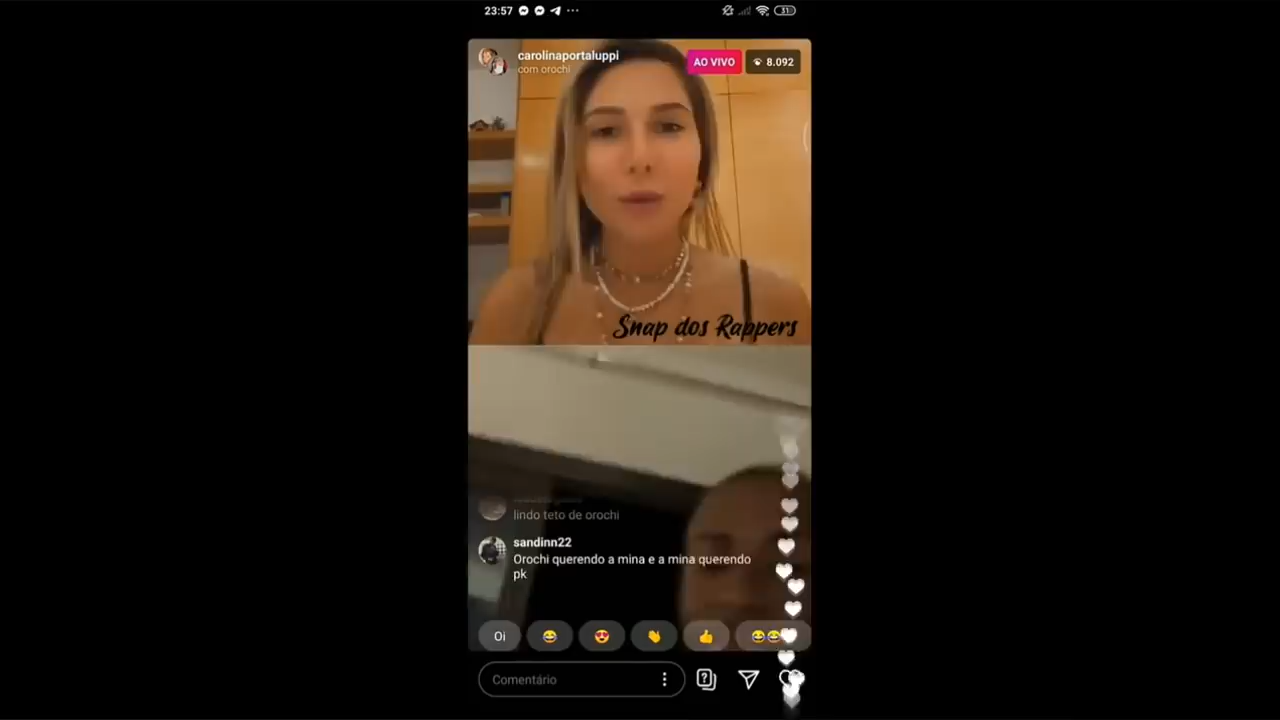 23:57
31
carolinaportaluppi
com orochi
AO VIVO
8.092
Snap dos Rappers
lindo teto de orochi
sandinn22
Orochi querendo a mina e a mina querendo
pk
Oi
Comentário